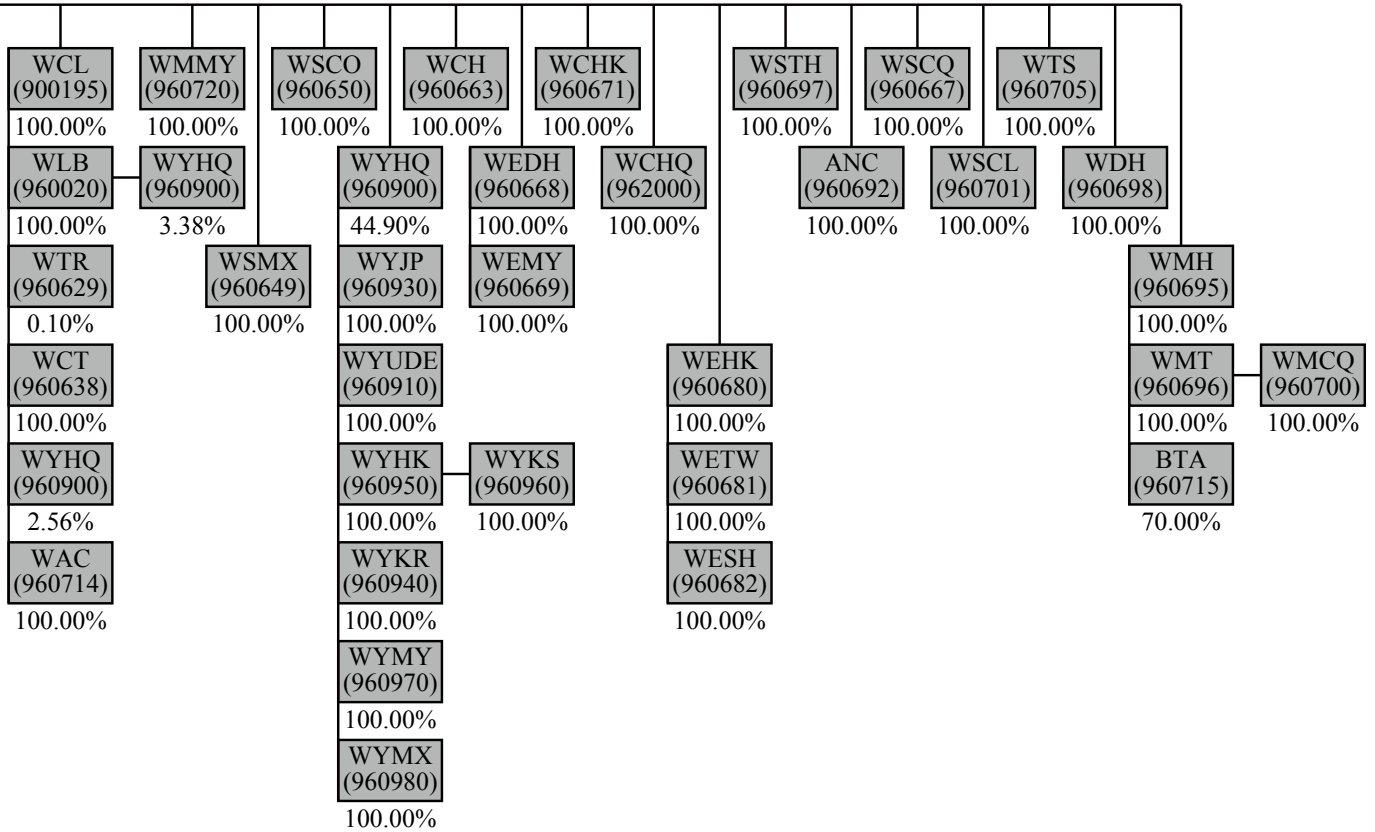 WCL
(900195)
100.00%
WMMY
(960720)
100.00%
WSCO
(960650)
100.00%
WCH
(960663)
100.00%
WCHK
(960671)
100.00%
WSTH
(960697)
100.00%
WSCQ
(960667)
100.00%
WTS
(960705)
100.00%
WLB
(960020)
100.00%
WYHQ
(960900)
3.38%
WYHQ
(960900)
44.90%
WEDH
(960668)
100.00%
WCHQ
(962000)
100.00%
ANC
(960692)
100.00%
WSCL
(960701)
100.00%
WDH
(960698)
100.00%
WTR
(960629)
0.10%
WSMX
(960649)
100.00%
WYJP
(960930)
100.00%
WEMY
(960669)
100.00%
WMH
(960695)
100.00%
WCT
(960638)
100.00%
WYUDE
(960910)
100.00%
WEHK
(960680)
100.00%
WMT
(960696)
100.00%
WMCQ
(960700)
100.00%
WYHQ
(960900)
2.56%
WYHK
(960950)
100.00%
WYKS
(960960)
100.00%
WETW
(960681)
100.00%
BTA
(960715)
70.00%
WAC
(960714)
100.00%
WYKR
(960940)
100.00%
WESH
(960682)
100.00%
WYMY
(960970)
100.00%
WYMX
(960980)
100.00%